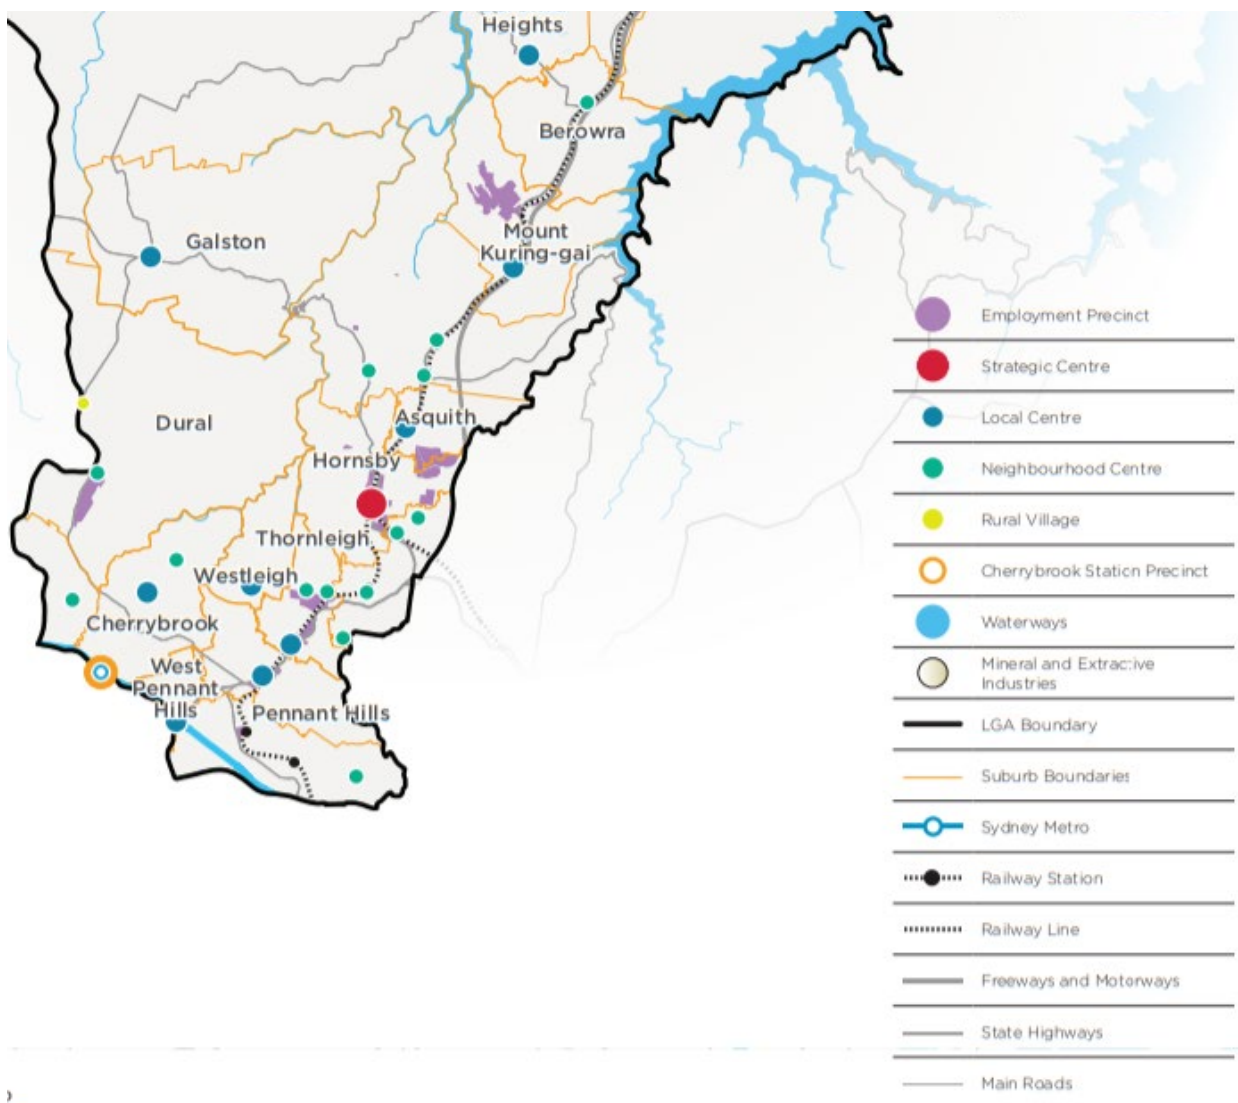 Heights
Berowra
Mount
Kuring-gai
Galston
Dural
Asquith
Hornsby
Thornleigh
Westleigh
Cherrybrook
West
Pennant
Hills
Pennant Hills
Employment Precinct
Strategic Centre
Local Centre
Neighbourhood Centre
Rural Village
Cherrybrook Station Precinct
Waterways
Mineral and Extractive
Industries
LGA Boundary
Suburb Boundaries
Sydney Metro
Railway Station
Railway Line
Freeways and Motorways
State Highways
Main Roads